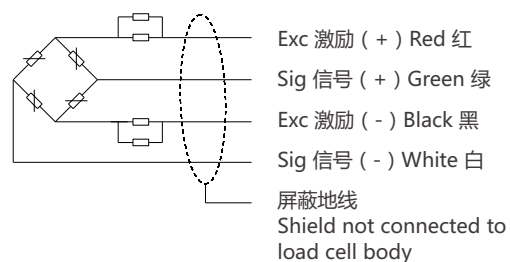 Exc 激励 ( + ) Red 红
Sig 信号 ( + ) Green 绿
Exc 激励 ( - ) Black 黑
Sig 信号 ( - ) White 白
屏蔽地线
Shield not connected to
load cell body